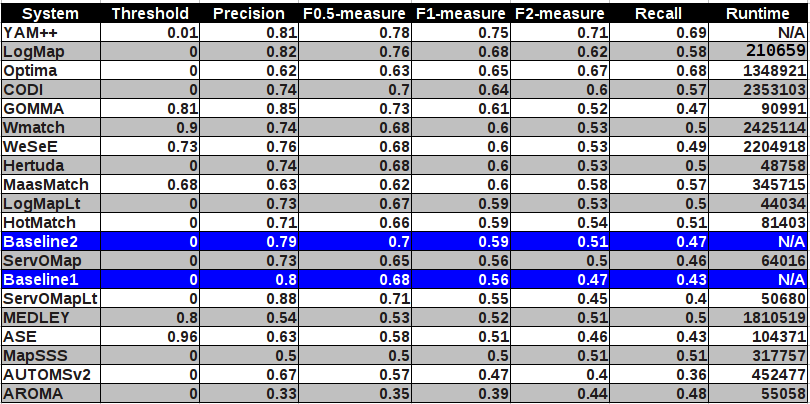 System Threshold Precision F0.5-measure F1-measure F2-measure Recall Runtime
YAM++ 0.01 0.81 0.78 0.75 0.71 0.69 N/A
LogMap 0 0.82 0.76 0.68 0.62 0.58 210659
Optima 0 0.62 0.63 0.65 0.67 0.68 1348921
CODI 0 0.74 0.7 0.64 0.6 0.57 2353103
GOMMA 0.81 0.85 0.73 0.61 0.52 0.47 90991
Wmatch 0.9 0.74 0.68 0.6 0.53 0.5 2425114
WeSeE 0.73 0.76 0.68 0.6 0.53 0.49 2204918
Hertuda 0 0.74 0.68 0.6 0.53 0.5 48758
MaasMatch 0.68 0.63 0.62 0.6 0.58 0.57 345715
LogMapLt 0 0.73 0.67 0.59 0.53 0.5 44034
HotMatch 0 0.71 0.66 0.59 0.54 0.51 81403
Baseline2 0 0.79 0.7 0.59 0.51 0.47 N/A
ServOMap 0 0.73 0.65 0.56 0.5 0.46 64016
Baseline1 0 0.8 0.68 0.56 0.47 0.43 N/A
ServOMapLt 0 0.88 0.71 0.55 0.45 0.4 50680
MEDLEY 0.8 0.54 0.53 0.52 0.51 0.5 1810519
ASE 0.96 0.63 0.58 0.51 0.46 0.43 104371
MapSSS 0 0.5 0.5 0.5 0.51 0.51 317757
AUTOMSv2 0 0.67 0.57 0.47 0.4 0.36 452477
AROMA 0 0.33 0.35 0.39 0.44 0.48 55058